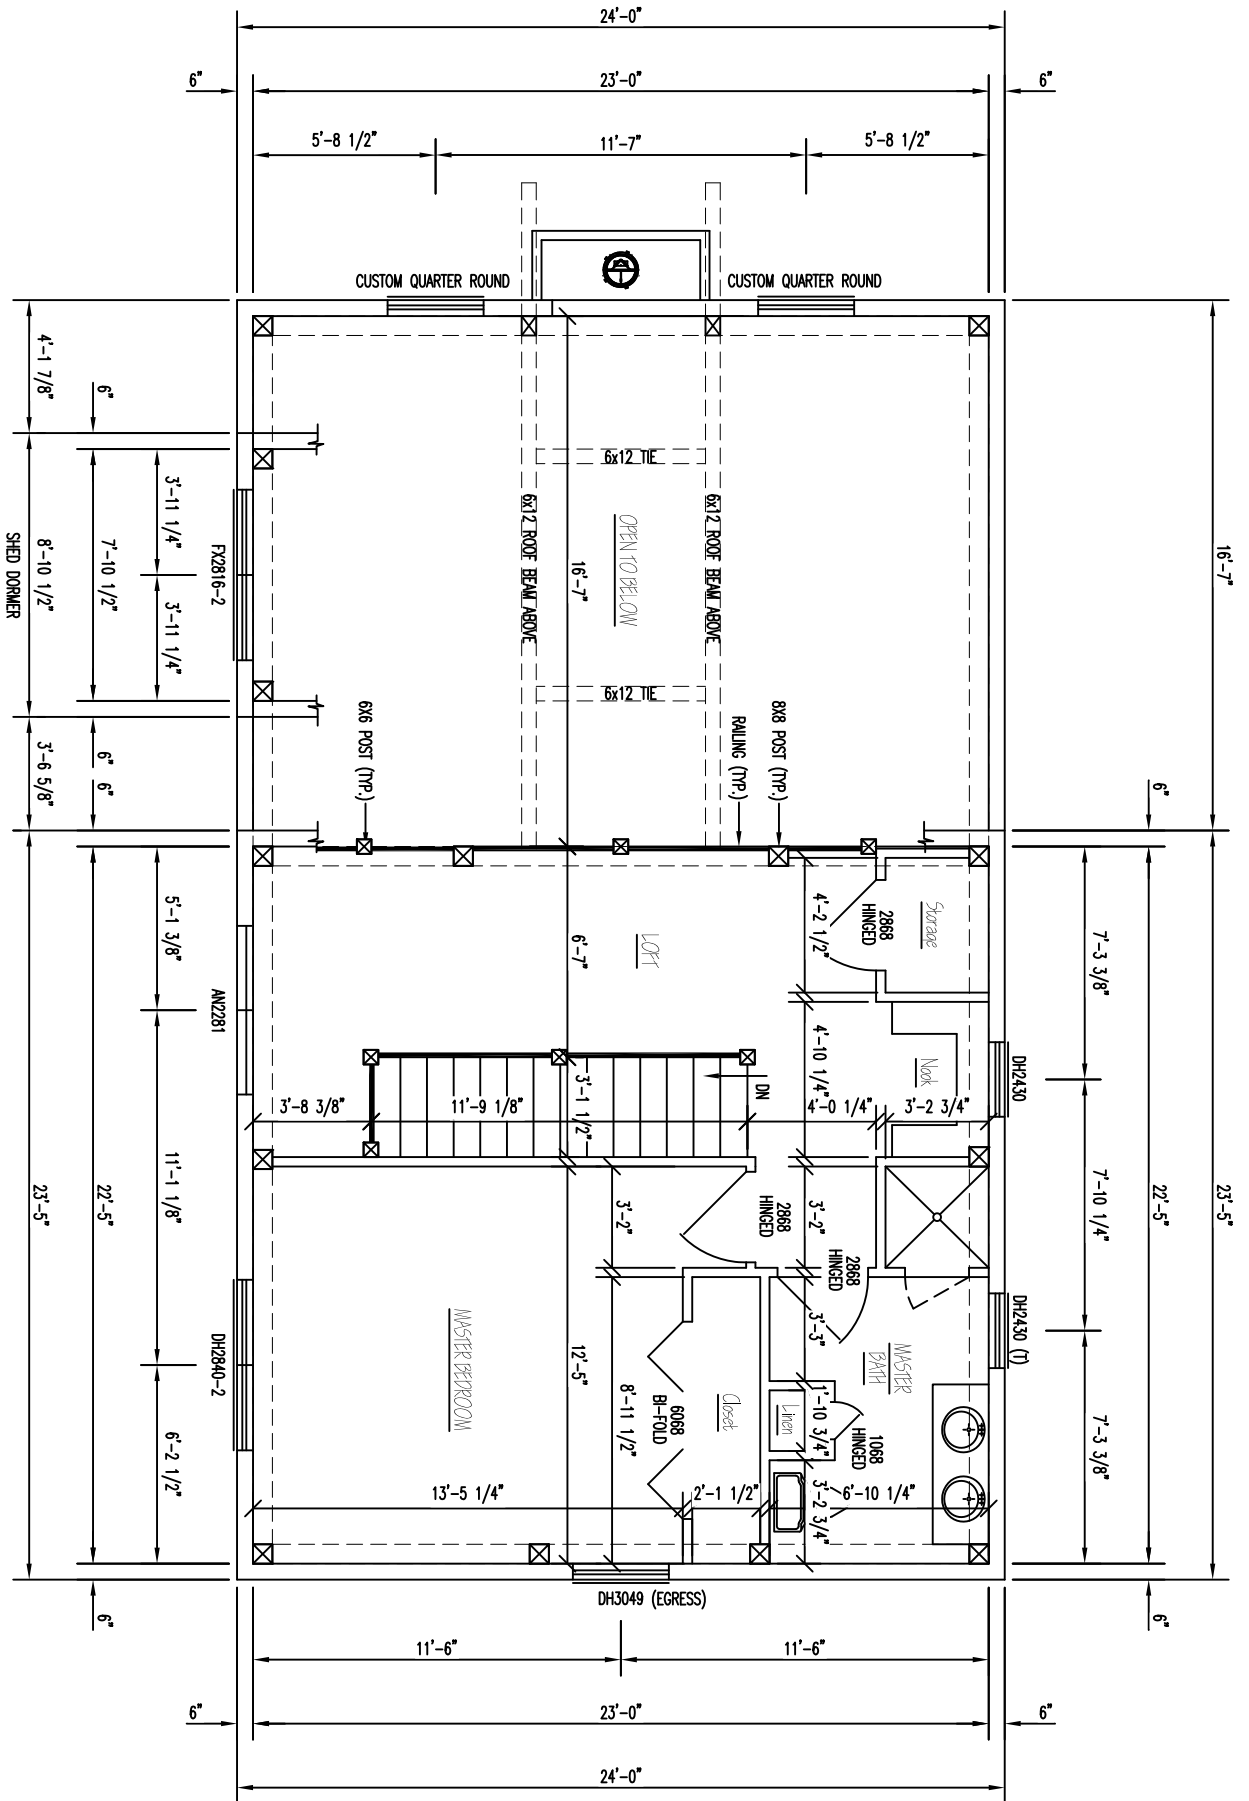 24'-0"
6"
23'-0"
6"
5'-8 1/2"
11'-7"
5'-8 1/2"
CUSTOM QUARTER ROUND
CUSTOM QUARTER ROUND
4'-1 7/8"
6"
8'-10 1/2"
SHED DORMER
7'-10 1/2"
3'-11 1/4"
3'-11 1/4"
FX2816-2
6"
6"
3'-6 5/8"
16'-7"
6x12 TIE
6x12 ROOF BEAM ABOVE
6x12 ROOF BEAM ABOVE
OPEN TO BELOW
16'-7"
6x12 TIE
6X6 POST (TYP.)
RAILING (TYP.)
8X8 POST (TYP.)
6"
5'-1 3/8"
AN2281
11'-1 1/8"
22'-5"
23'-5"
DH2840-2
6'-2 1/2"
6"
LOFT
6'-7"
4'-2 1/2"
2868
HINGED
Storage
4'-10 1/4"
Nook
DH2430
7'-3 3/8"
7'-10 1/4"
22'-5"
23'-5"
7'-3 3/8"
6"
3'-8 3/8"
11'-9 1/8"
3'-1 1/2"
DN
4'-0 1/4"
3'-2 3/4"
3'-2"
2868
HINGED
3'-2"
2868
HINGED
3'-3"
MASTER
BATH
DH2430 (T)
MASTER BEDROOM
12'-5"
8'-11 1/2"
6068
BI-FOLD
Closet
Linen
1'-10 3/4"
1068
HINGED
3'-2 3/4"
13'-5 1/4"
2'-1 1/2"
6'-10 1/4"
DH3049 (EGRESS)
11'-6"
11'-6"
6"
23'-0"
6"
24'-0"